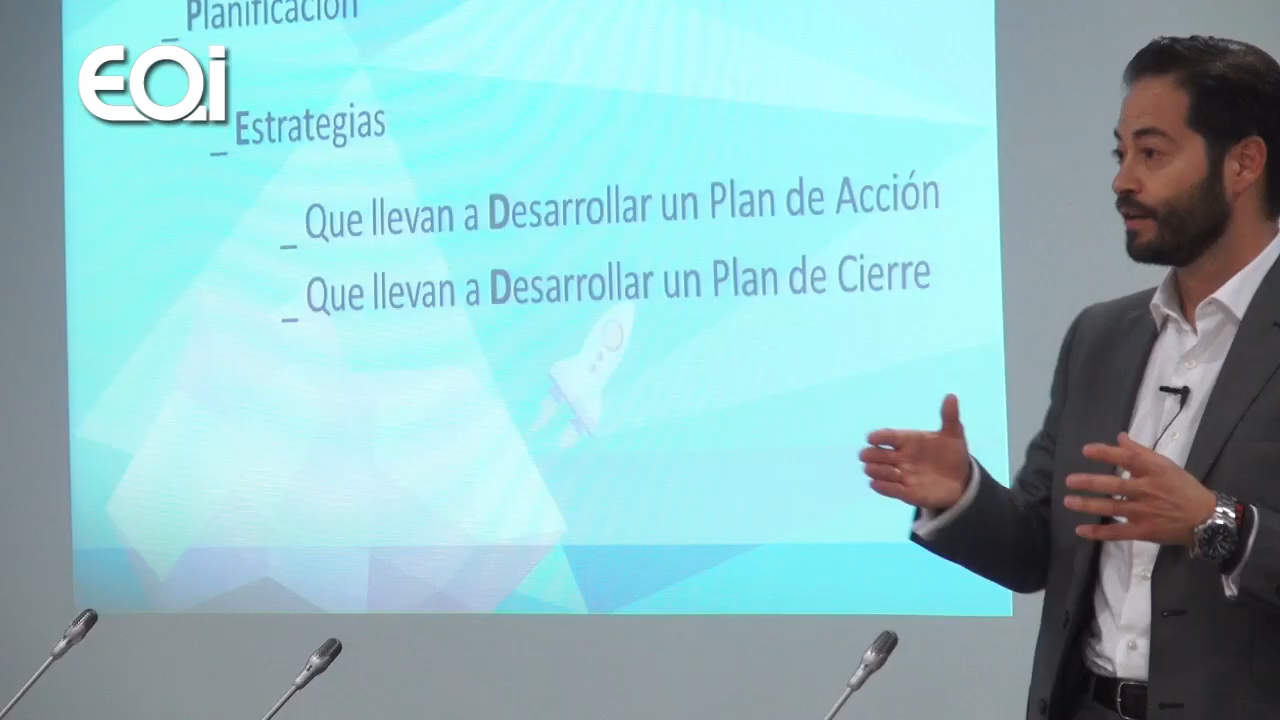 _ Planificación
EOi
_ Estrategias
_ Que llevan a Desarrollar un Plan de Acción
_ Que llevan a Desarrollar un Plan de Cierre